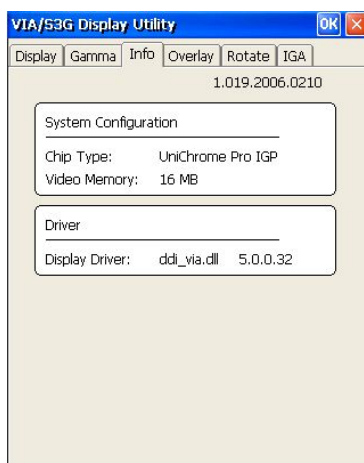 VIA/S3G Display Utility OK
Display Gamma Info Overlay Rotate IGA
1.019.2006.0210
System Configuration
Chip Type: UniChrome Pro IGP
Video Memory: 16 MB
Driver
Display Driver: ddi_via.dll 5.0.0.32